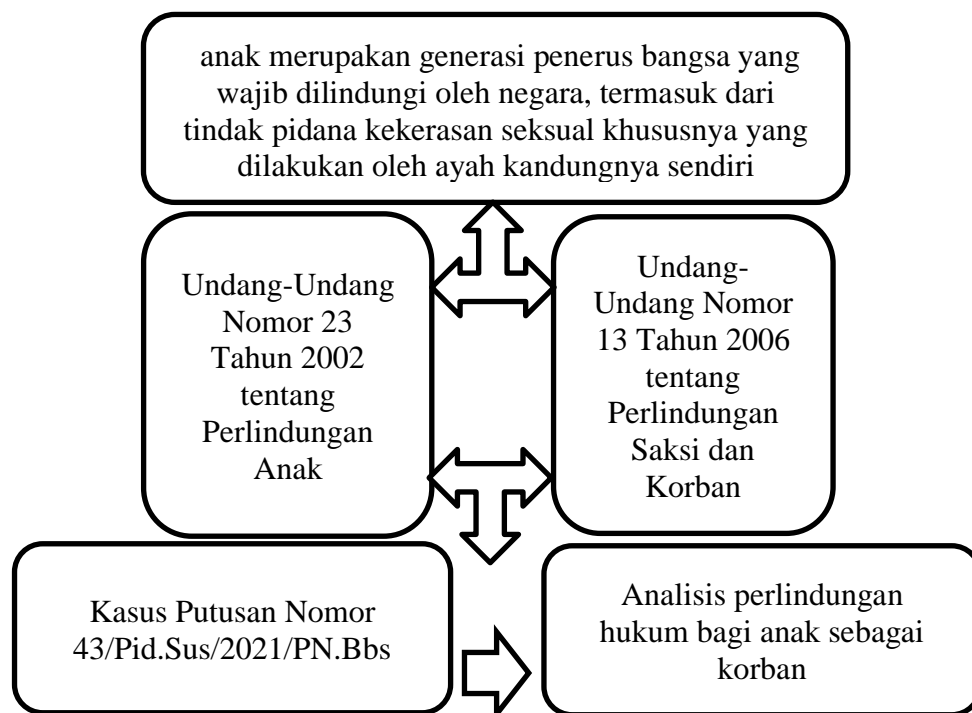 anak merupakan generasi penerus bangsa yang
wajib dilindungi oleh negara, termasuk dari
tindak pidana kekerasan seksual khususnya yang
dilakukan oleh ayah kandungnya sendiri
Undang-Undang
Nomor 23
Tahun 2002
tentang
Perlindungan
Anak
Undang-
Undang Nomor
13 Tahun 2006
tentang
Perlindungan
Saksi dan
Korban
Kasus Putusan Nomor
43/Pid.Sus/2021/PN.Bbs
Analisis perlindungan
hukum bagi anak sebagai
korban